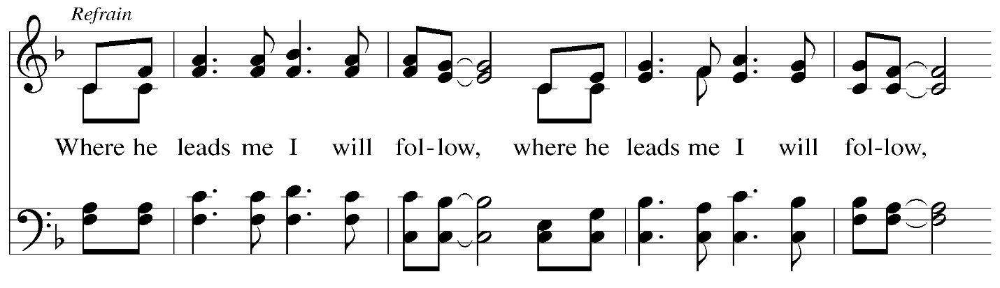 Refrain
Where he leads me I will fol-low, where he leads me I will fol-low,